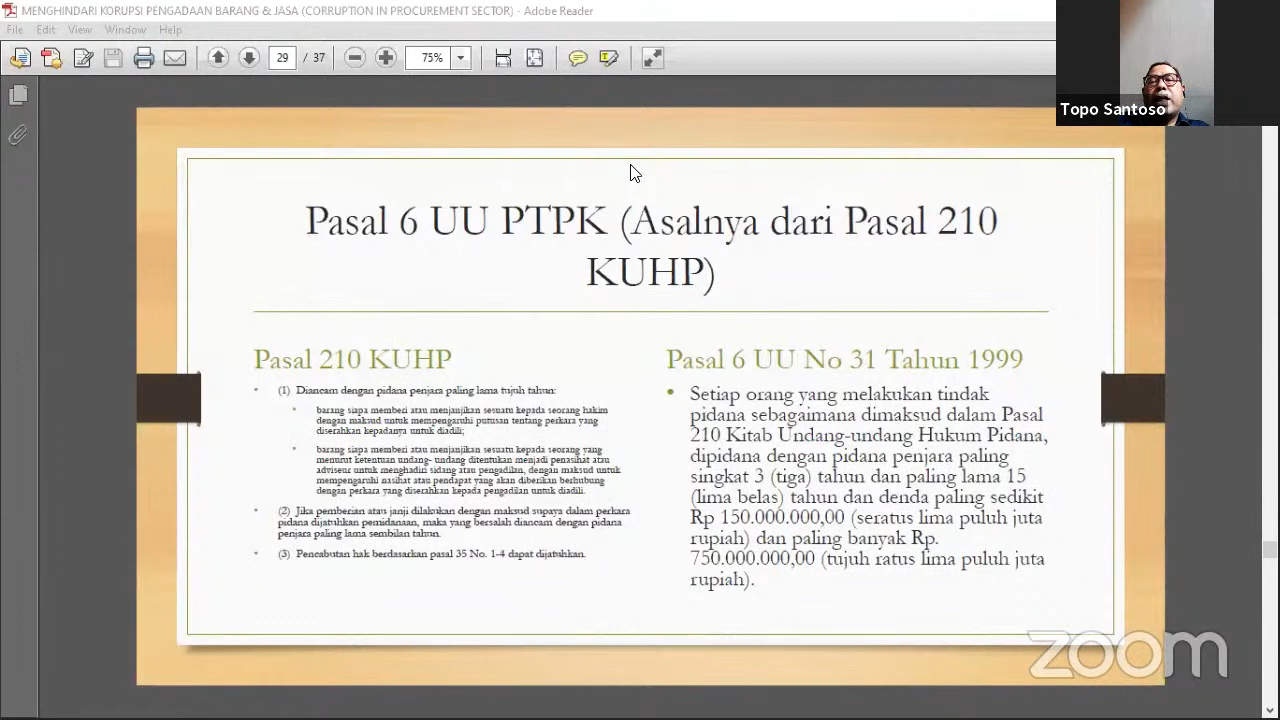 MENGHINDARI KORUPSI PENGADAAN BARANG & JASA (CORRUPTION IN PROCUREMENT SECTOR) - Adobe Reader
File Edit View Window Help
29 / 37 75%
Topo Santoso
Pasal 6 UU PTPK (Asalnya dari Pasal 210
KUHP)
Pasal 210 KUHP
(1) Diancam dengan pidana penjara paling lama tujuh tahun:
barang siapa memberi atau menjanjikan sesuatu kepada seorang hakim
dengan maksud untuk mempengaruhi putusan tentang perkara yang
diserahkan kepadanya untuk diadili;
barang siapa memberi atau menjanjikan sesuatu kepada seorang yang
menurut ketentuan undang- undang ditentukan menjadi penasihat atau
adviseur untuk menghadiri sidang atau pengadilan, dengan maksud untuk
mempengaruhi nasihat atau pendapat yang akan diberikan berhubung
dengan perkara yang diserahkan kepada pengadilan untuk diadili.
(2) Jika pemberian atau janji dilakukan dengan maksud supaya dalam perkara
pidana dijatuhkan pemidanaan, maka yang bersalah diancam dengan pidana
penjara paling lama sembilan tahun.
(3) Pencabutan hak berdasarkan pasal 35 No. 1-4 dapat dijatuhkan.
Pasal 6 UU No 31 Tahun 1999
Setiap orang yang melakukan tindak
pidana sebagaimana dimaksud dalam Pasal
210 Kitab Undang-undang Hukum Pidana,
dipidana dengan pidana penjara paling
singkat 3 (tiga) tahun dan paling lama 15
(lima belas) tahun dan denda paling sedikit
Rp 150.000.000,00 (seratus lima puluh juta
rupiah) dan paling banyak Rp.
750.000.000,00 (tujuh ratus lima puluh juta
rupiah).
zoom